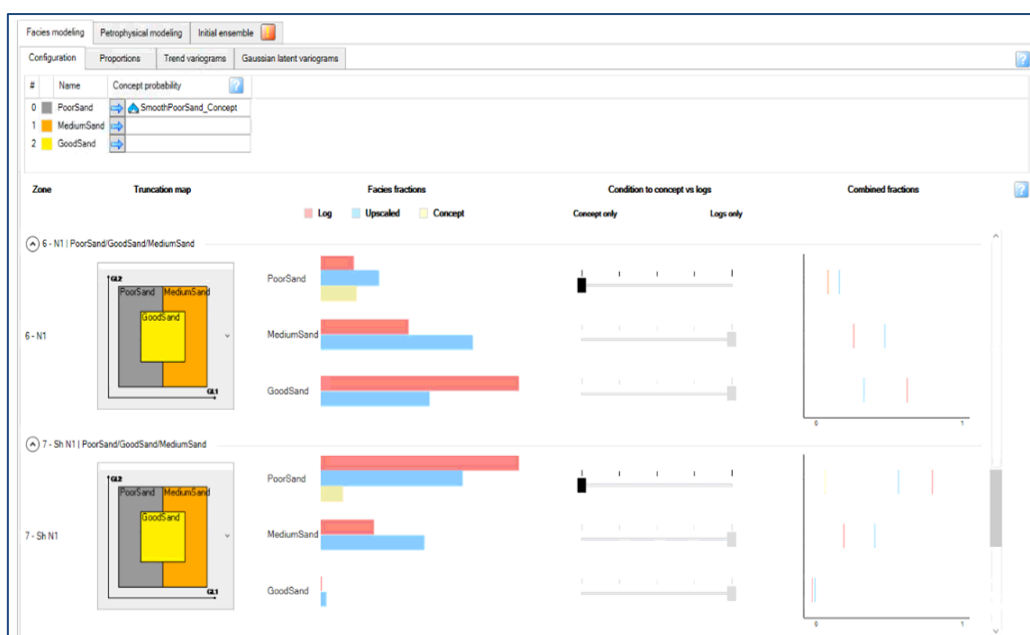 Facies modeling Petrophysical modeling Initial ensemble
Configuration Proportions Trend variograms Gaussian latent variograms ?
# Name Concept probability ?
0 PoorSand SmoothPoorSand_Concept
1 MediumSand
2 GoodSand
Zone Truncation map Facies fractions Condition to concept vs logs Combined fractions ?
Log Upscaled Concept Concept only Logs only
6 - N1 | PoorSand/GoodSand/MediumSand
GL2
PoorSand MediumSand
GoodSand
GL1
6 - N1
PoorSand
MediumSand
GoodSand
0 1
7 - Sh N1 | PoorSand/GoodSand/MediumSand
GL2
PoorSand MediumSand
GoodSand
GL1
7 - Sh N1
PoorSand
MediumSand
GoodSand
0 1